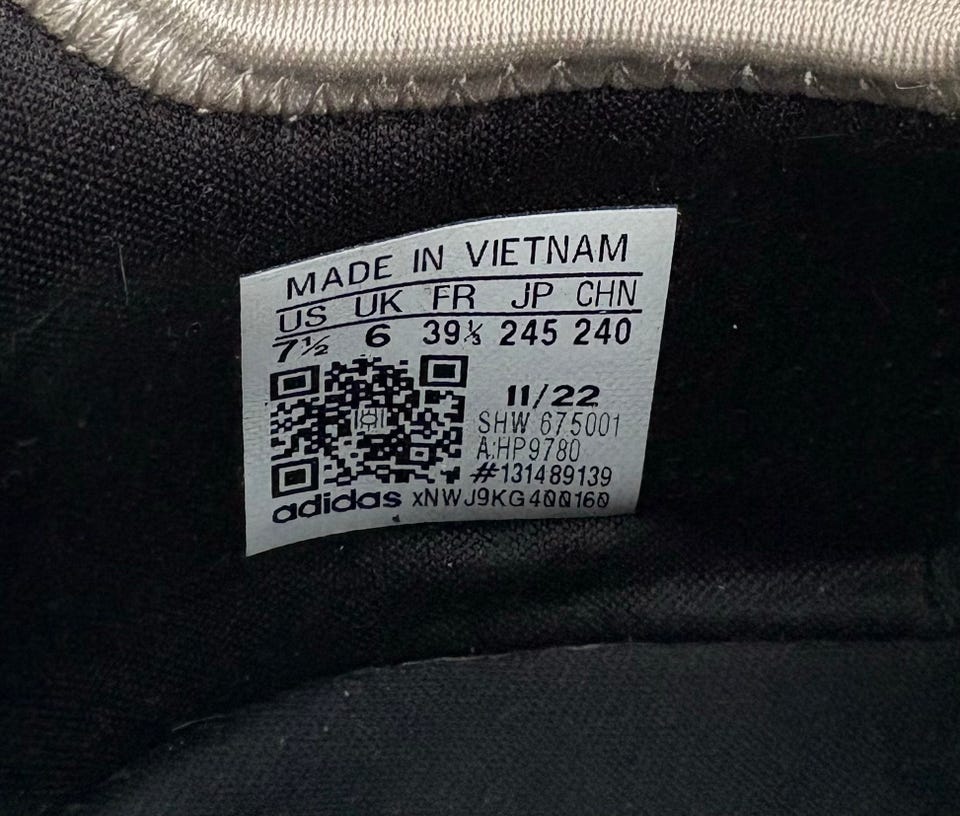 MADE IN VIETNAM
US UK FR JP CHN
7½ 6 39⅓ 245 240
11/22
SHW 675001
A:HP9780
#131489139
adidas xNWJ9KG400160